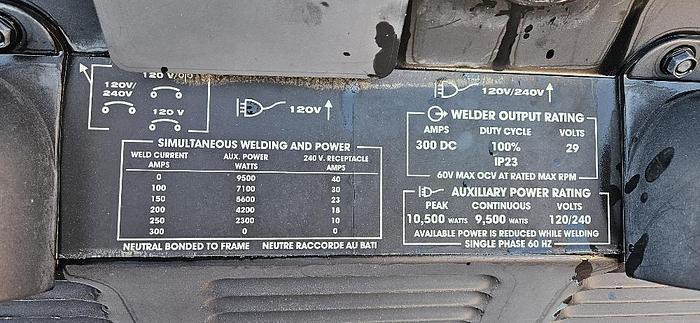 120 V/
120V/
240V
120 V
120V
120V/240V
SIMULTANEOUS WELDING AND POWER
WELD CURRENT AUX. POWER 240 V. RECEPTACLE
AMPS WATTS AMPS
0 9500 40
100 7100 30
150 5600 23
200 4200 18
250 2300 10
300 0 0
NEUTRAL BONDED TO FRAME NEUTRE RACCORDE AU BATI
WELDER OUTPUT RATING
AMPS DUTY CYCLE VOLTS
300 DC 100% 29
IP23
60V MAX OCV AT RATED MAX RPM
AUXILIARY POWER RATING
PEAK CONTINUOUS VOLTS
10,500 WATTS 9,500 WATTS 120/240
AVAILABLE POWER IS REDUCED WHILE WELDING
SINGLE PHASE 60 HZ